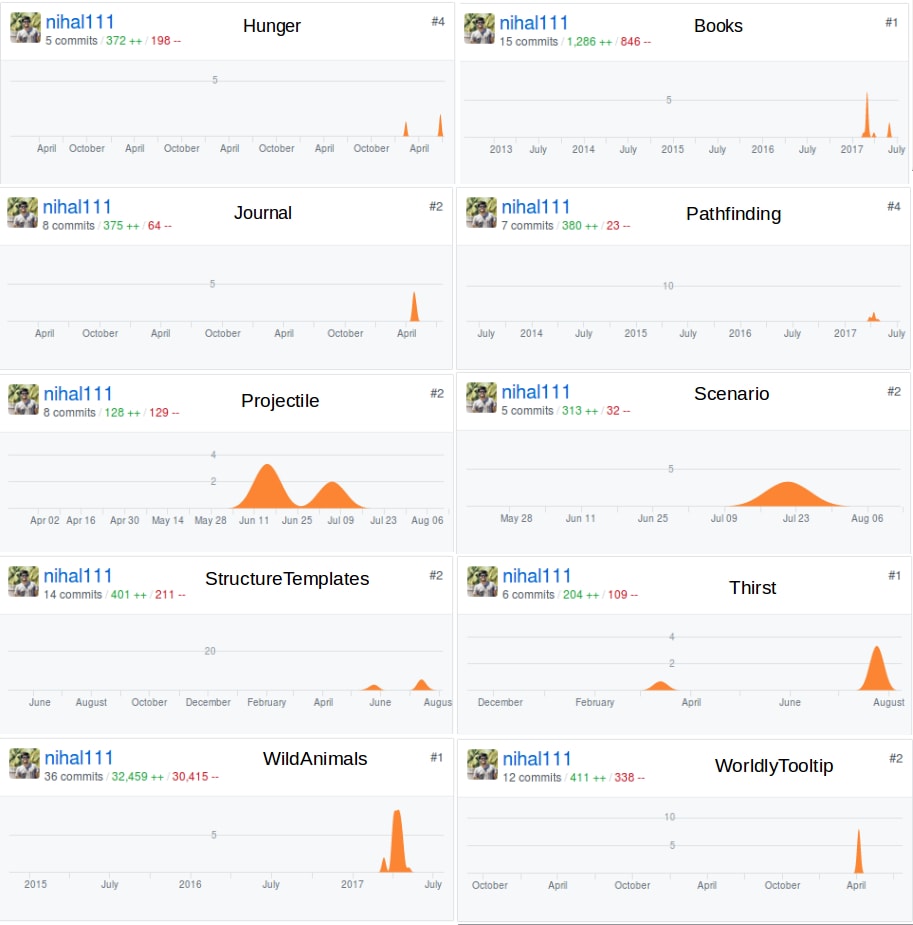 nihal111 Hunger #4
5 commits / 372 ++ / 198 --
5
April October April October April October April October April
nihal111 Books #1
15 commits / 1,286 ++ / 846 --
5
2013 July 2014 July 2015 July 2016 July 2017 July
nihal111 Journal #2
8 commits / 375 ++ / 64 --
5
April October April October April October April
nihal111 Pathfinding #4
7 commits / 380 ++ / 23 --
10
July 2014 July 2015 July 2016 July 2017 July
nihal111 Projectile #2
8 commits / 128 ++ / 129 --
4
2
Apr 02 Apr 16 Apr 30 May 14 May 28 Jun 11 Jun 25 Jul 09 Jul 23 Aug 06
nihal111 Scenario #2
5 commits / 313 ++ / 32 --
5
May 28 Jun 11 Jun 25 Jul 09 Jul 23 Aug 06
nihal111 StructureTemplates #2
14 commits / 401 ++ / 211 --
20
June August October December February April June Augus
nihal111 Thirst #1
6 commits / 204 ++ / 109 --
4
2
December February April June August
nihal111 WildAnimals #1
36 commits / 32,459 ++ / 30,415 --
5
2015 July 2016 July 2017 July
nihal111 WorldlyTooltip #2
12 commits / 411 ++ / 338 --
10
5
October April October April October April